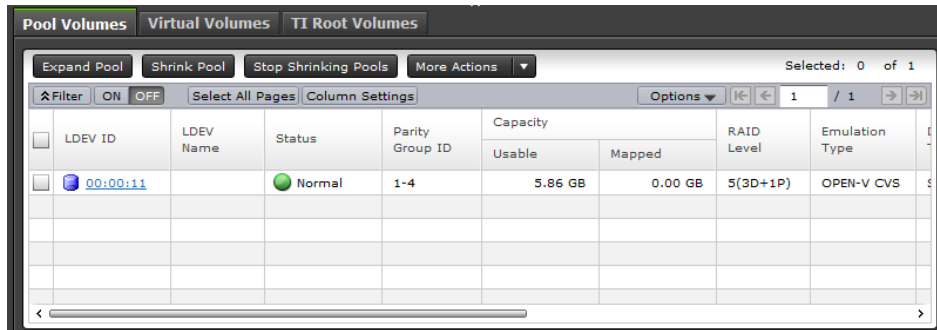 Pool Volumes Virtual Volumes TI Root Volumes
Expand Pool Shrink Pool Stop Shrinking Pools More Actions Selected: 0 of 1
Filter ON OFF Select All Pages Column Settings Options 1 / 1
LDEV ID LDEV Name Status Parity Group ID Capacity RAID Level Emulation Type
Usable Mapped
00:00:11 Normal 1-4 5.86 GB 0.00 GB 5(3D+1P) OPEN-V CVS